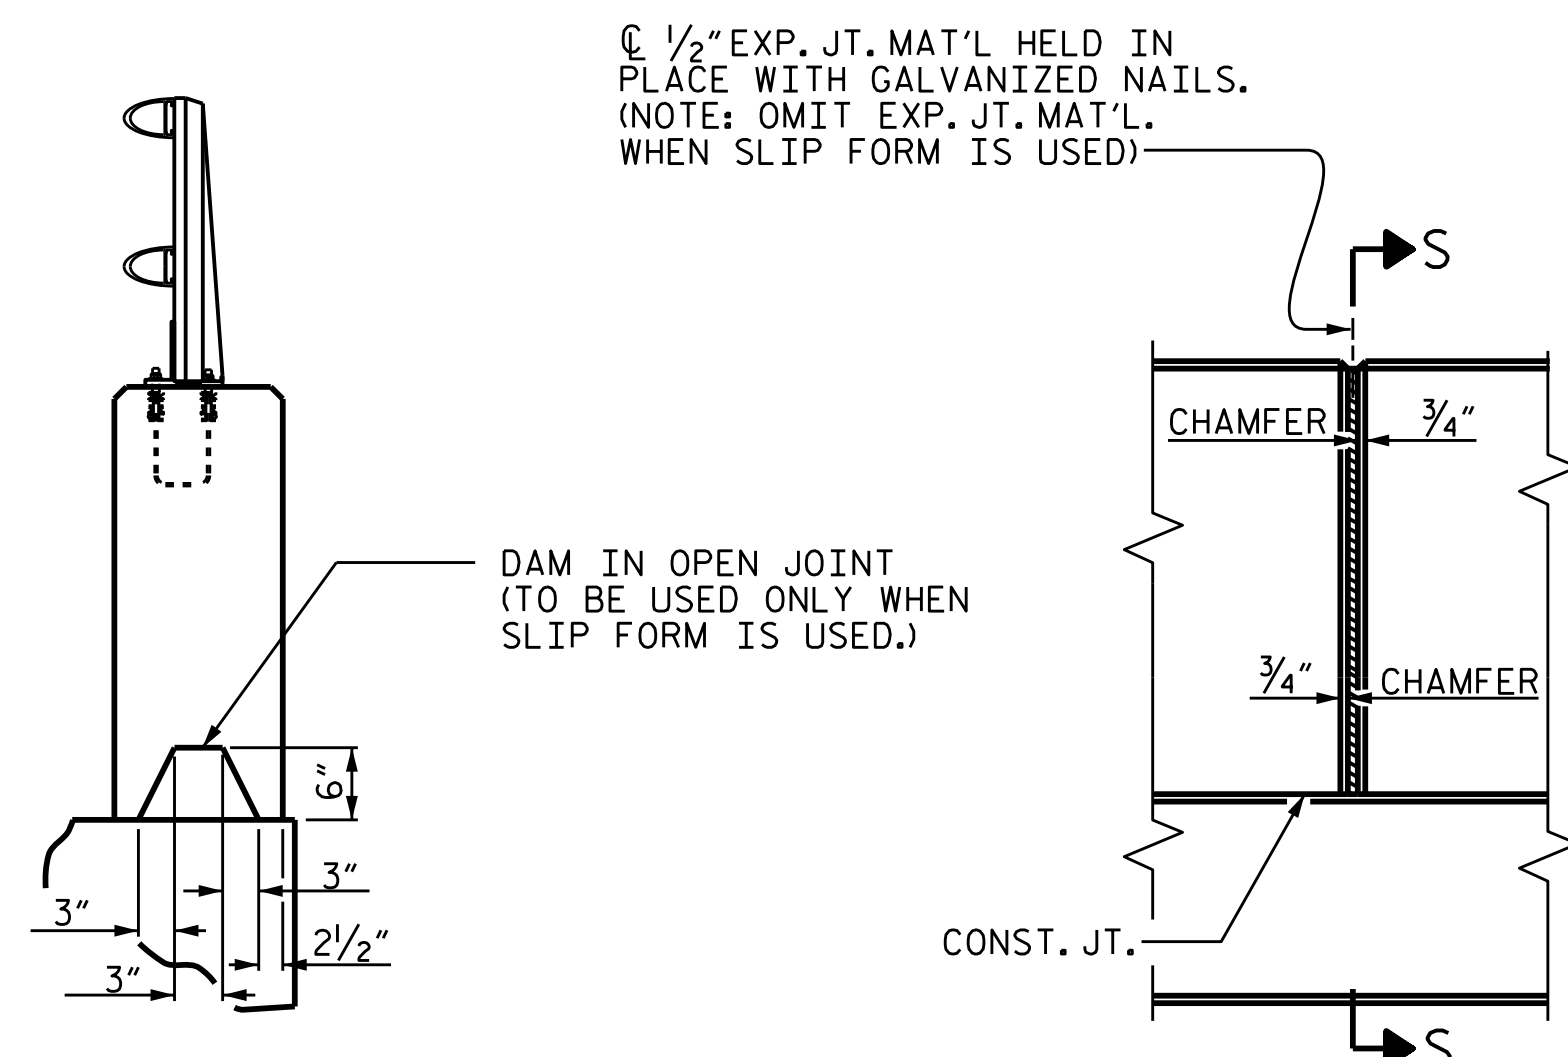 ℄ 1/2" EXP. JT. MAT'L HELD IN
PLACE WITH GALVANIZED NAILS.
(NOTE: OMIT EXP. JT. MAT'L.
WHEN SLIP FORM IS USED)
S
CHAMFER 3/4"
DAM IN OPEN JOINT
(TO BE USED ONLY WHEN
SLIP FORM IS USED.)
3/4" CHAMFER
6"
3"
3"
2 1/2"
3"
CONST. JT.
S